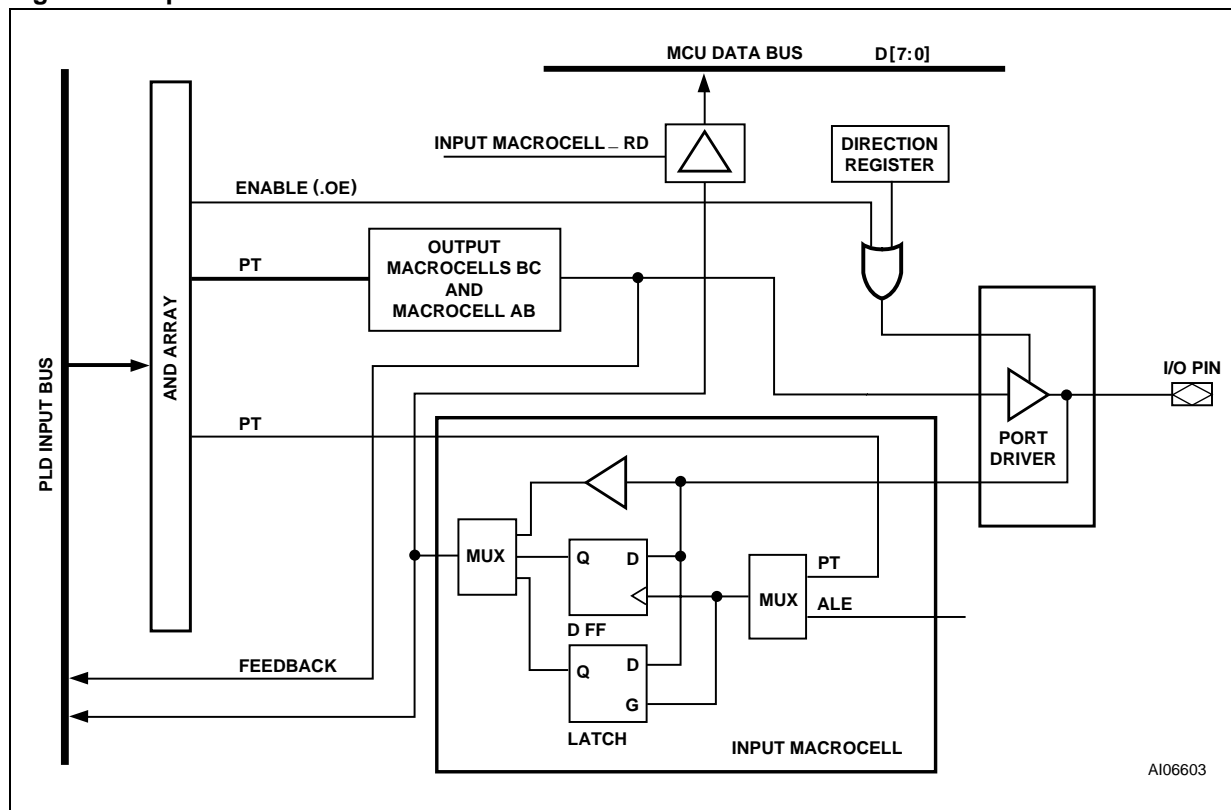 MCU DATA BUS D[7:0]
INPUT MACROCELL_ RD
DIRECTION
REGISTER
ENABLE (.OE)
PT
OUTPUT
MACROCELLS BC
AND
MACROCELL AB
AND ARRAY
PLD INPUT BUS
I/O PIN
PORT
DRIVER
PT
MUX
Q D
D FF
PT
MUX
ALE
FEEDBACK
Q D
G
LATCH
INPUT MACROCELL
AI06603